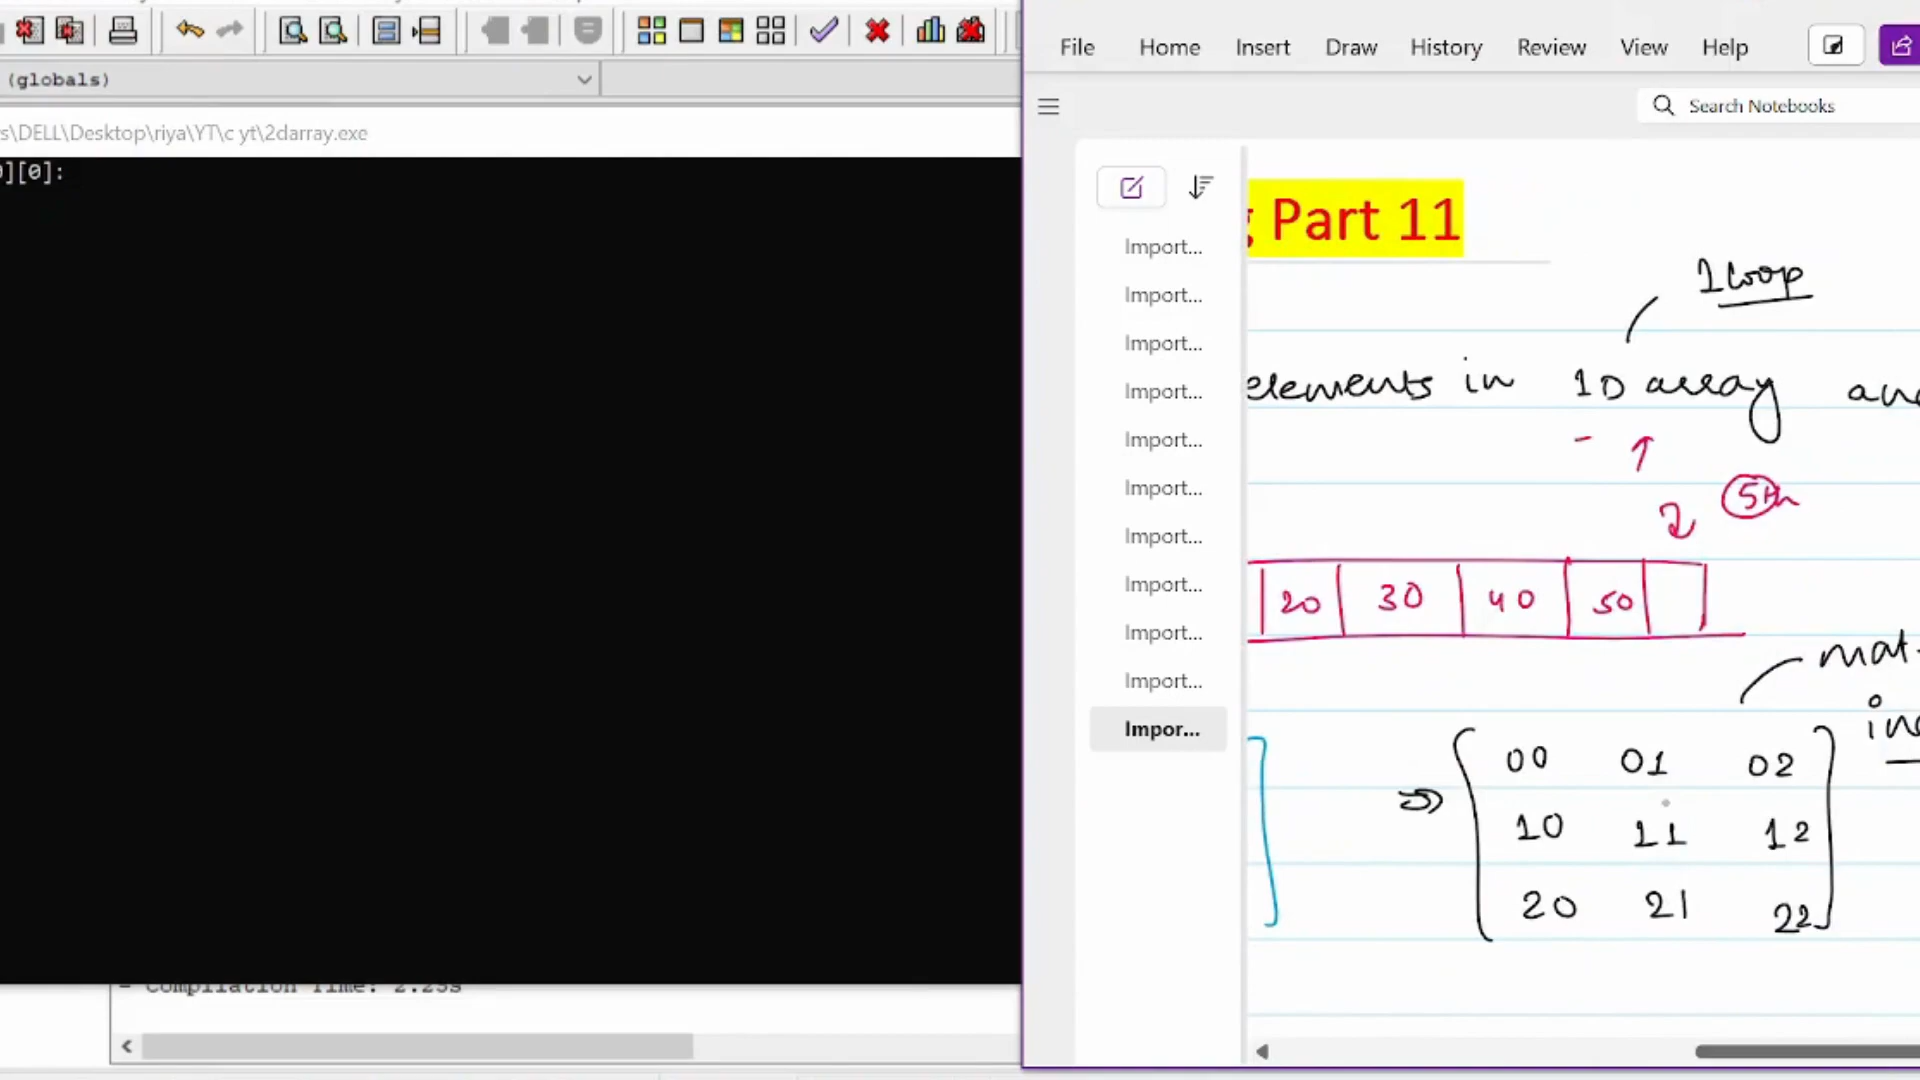 (globals)
s\DELL\Desktop\riya\YT\c yt\2darray.exe
][0]:
- Compilation Time: 2.23s
File Home Insert Draw History Review View Help
Search Notebooks
Import...
Import...
Import...
Import...
Import...
Import...
Import...
Import...
Import...
Import...
Impor...
g Part 11
1 loop
elements in 1D array
5th
20 30 40 50
mat
00 01 02
10 11 12
20 21 22